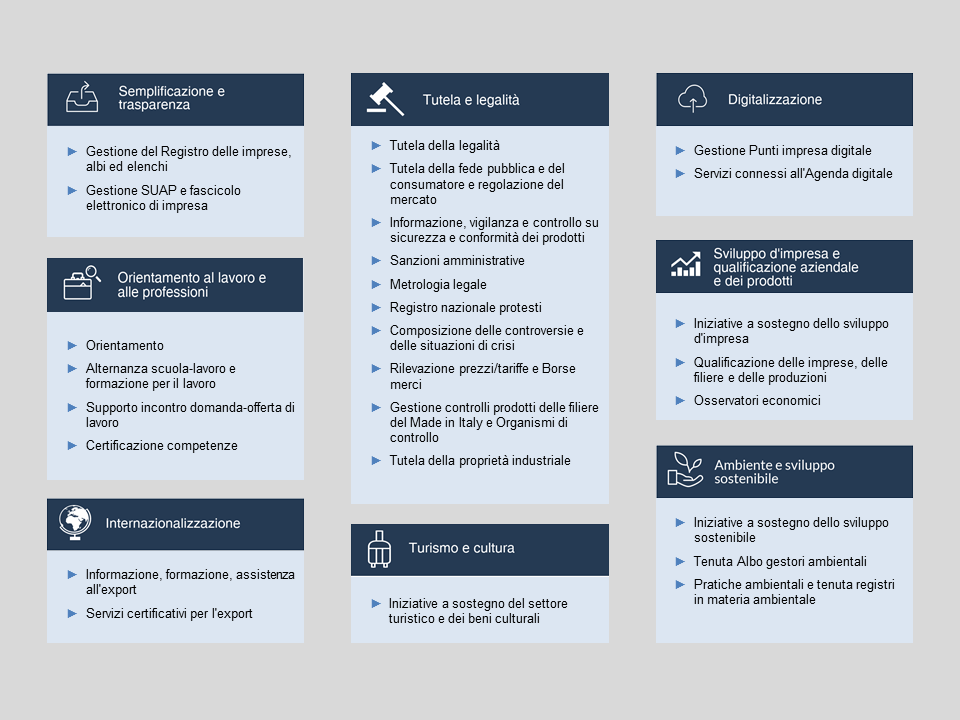 Semplificazione e
trasparenza
Gestione del Registro delle imprese,
albi ed elenchi
Gestione SUAP e fascicolo
elettronico di impresa
Orientamento al lavoro e
alle professioni
Orientamento
Alternanza scuola-lavoro e
formazione per il lavoro
Supporto incontro domanda-offerta di
lavoro
Certificazione competenze
Internazionalizzazione
Informazione, formazione, assistenza
all'export
Servizi certificativi per l'export
Tutela e legalità
Tutela della legalità
Tutela della fede pubblica e del
consumatore e regolazione del
mercato
Informazione, vigilanza e controllo su
sicurezza e conformità dei prodotti
Sanzioni amministrative
Metrologia legale
Registro nazionale protesti
Composizione delle controversie e
delle situazioni di crisi
Rilevazione prezzi/tariffe e Borse
merci
Gestione controlli prodotti delle filiere
del Made in Italy e Organismi di
controllo
Tutela della proprietà industriale
Turismo e cultura
Iniziative a sostegno del settore
turistico e dei beni culturali
Digitalizzazione
Gestione Punti impresa digitale
Servizi connessi all'Agenda digitale
Sviluppo d'impresa e
qualificazione aziendale
e dei prodotti
Iniziative a sostegno dello sviluppo
d'impresa
Qualificazione delle imprese, delle
filiere e delle produzioni
Osservatori economici
Ambiente e sviluppo
sostenibile
Iniziative a sostegno dello sviluppo
sostenibile
Tenuta Albo gestori ambientali
Pratiche ambientali e tenuta registri
in materia ambientale